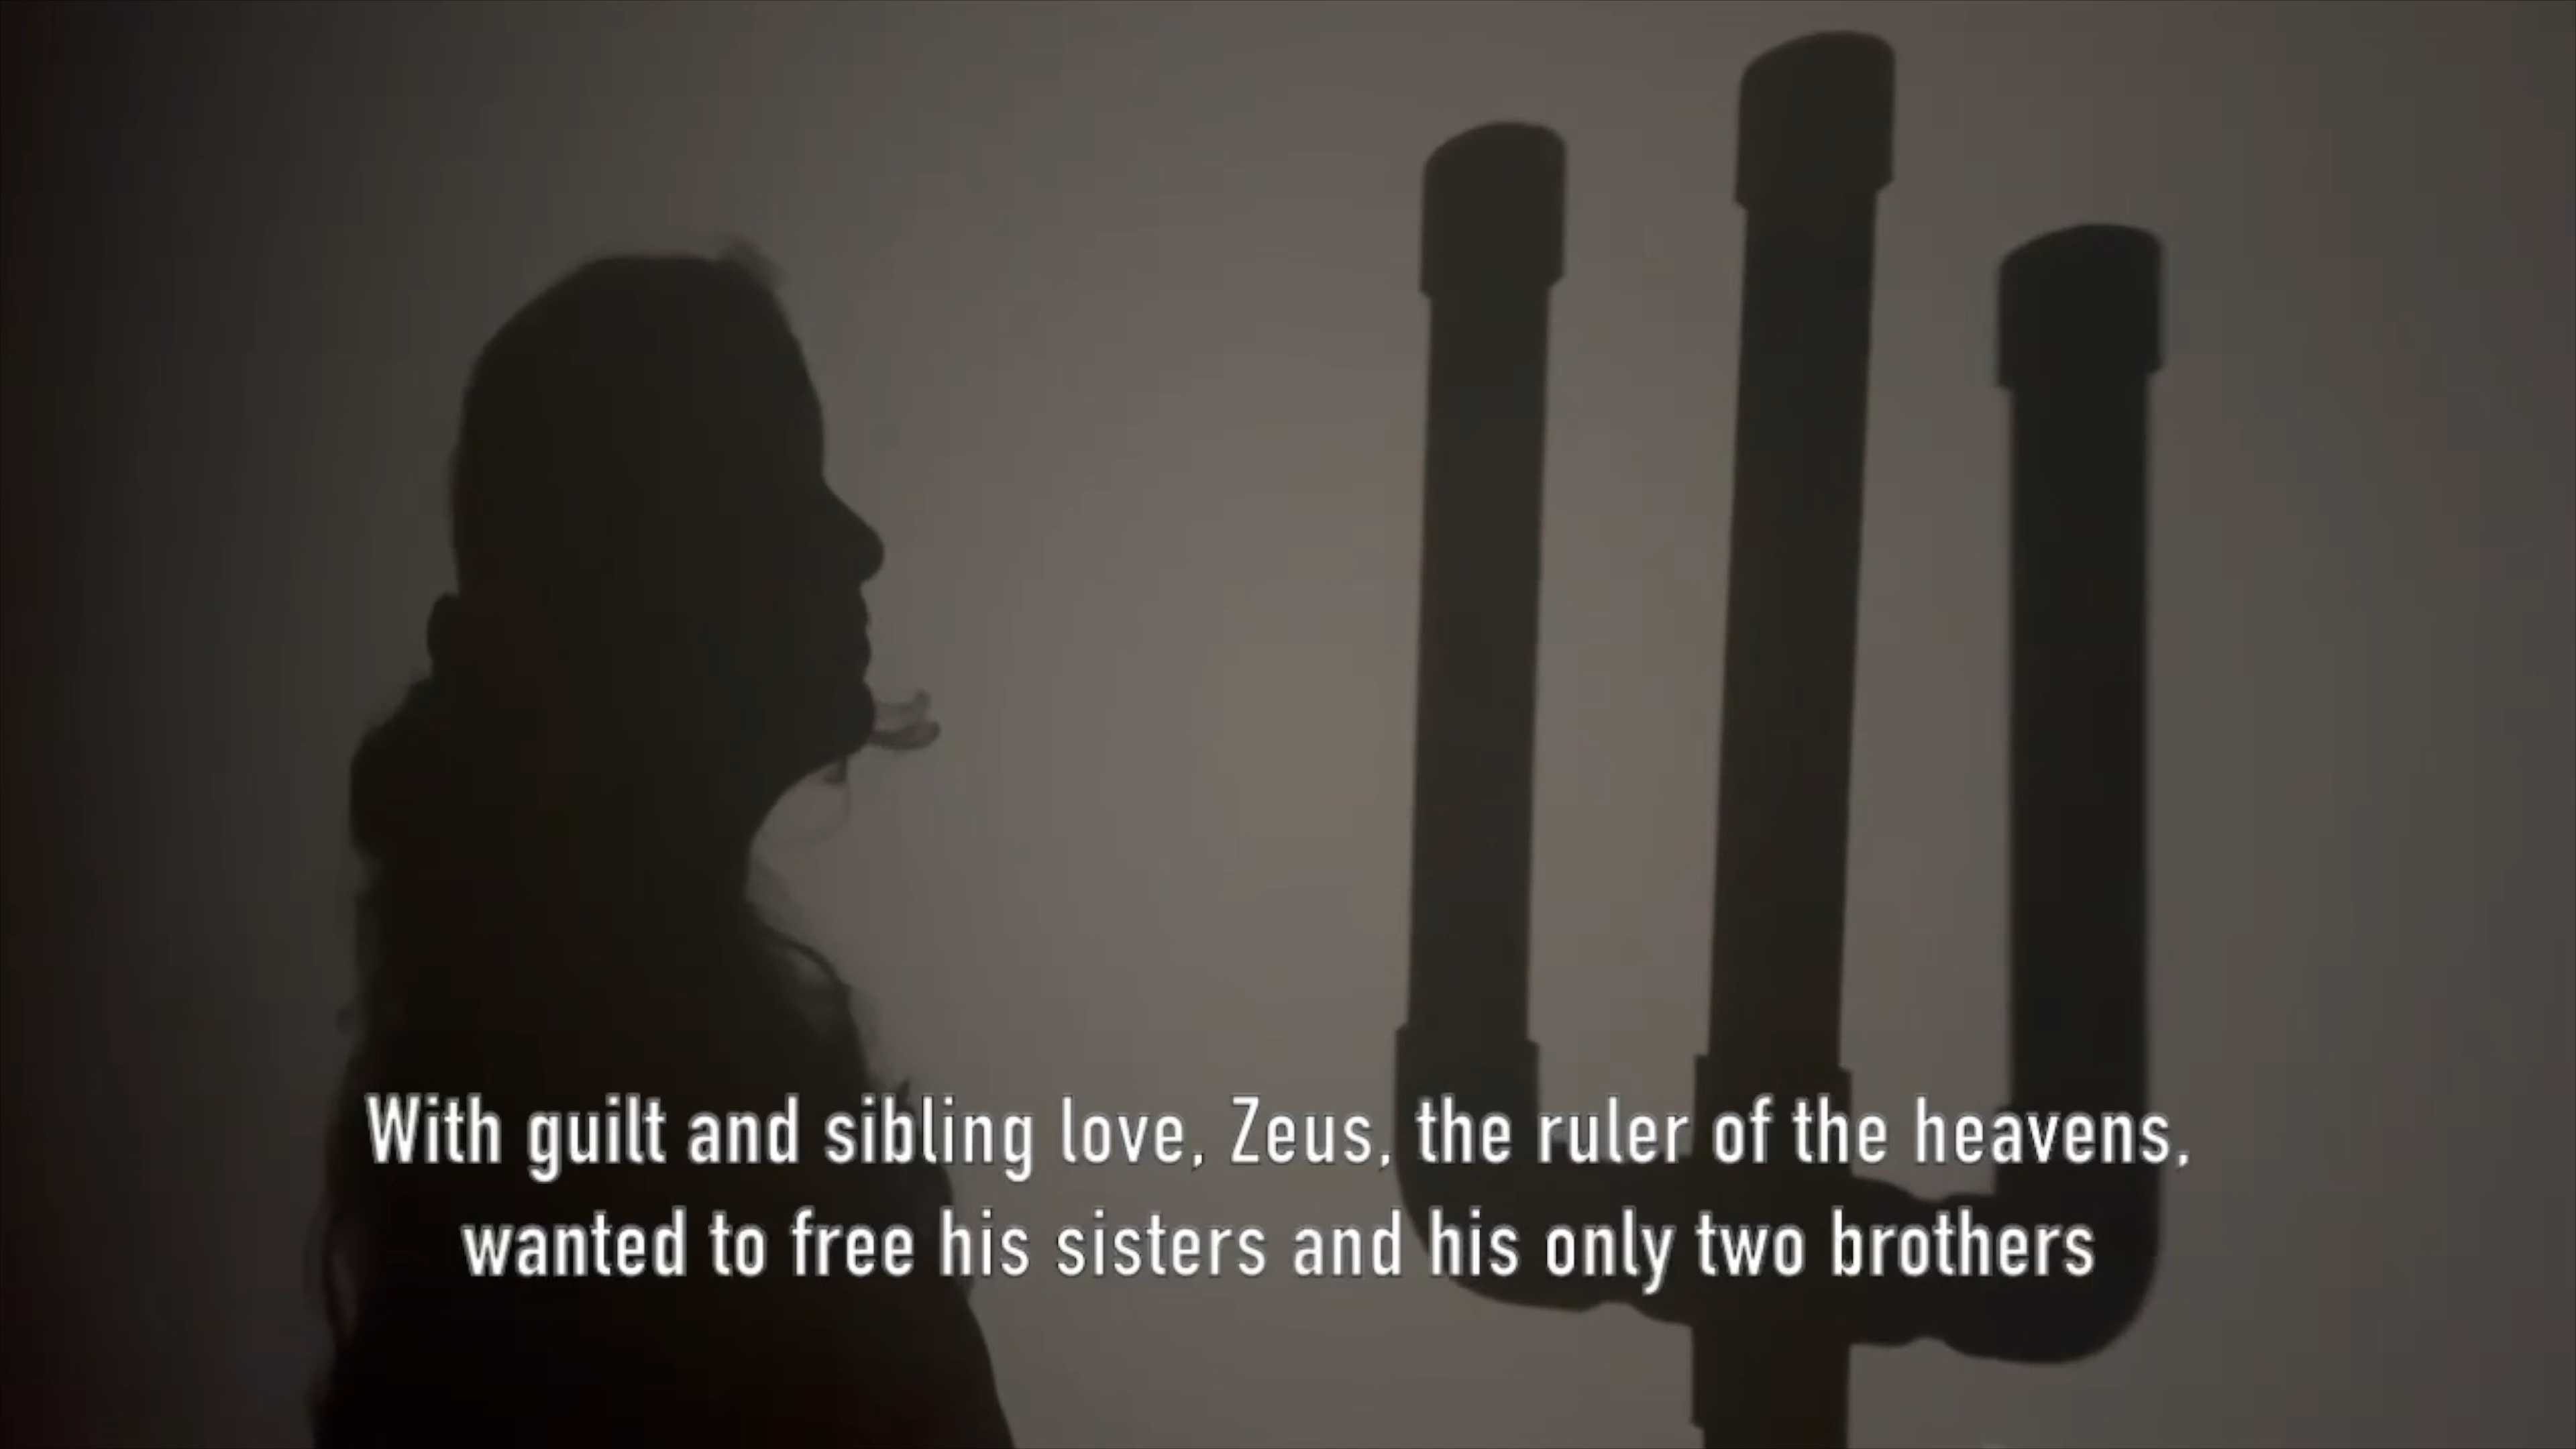 With guilt and sibling love, Zeus, the ruler of the heavens,
wanted to free his sisters and his only two brothers